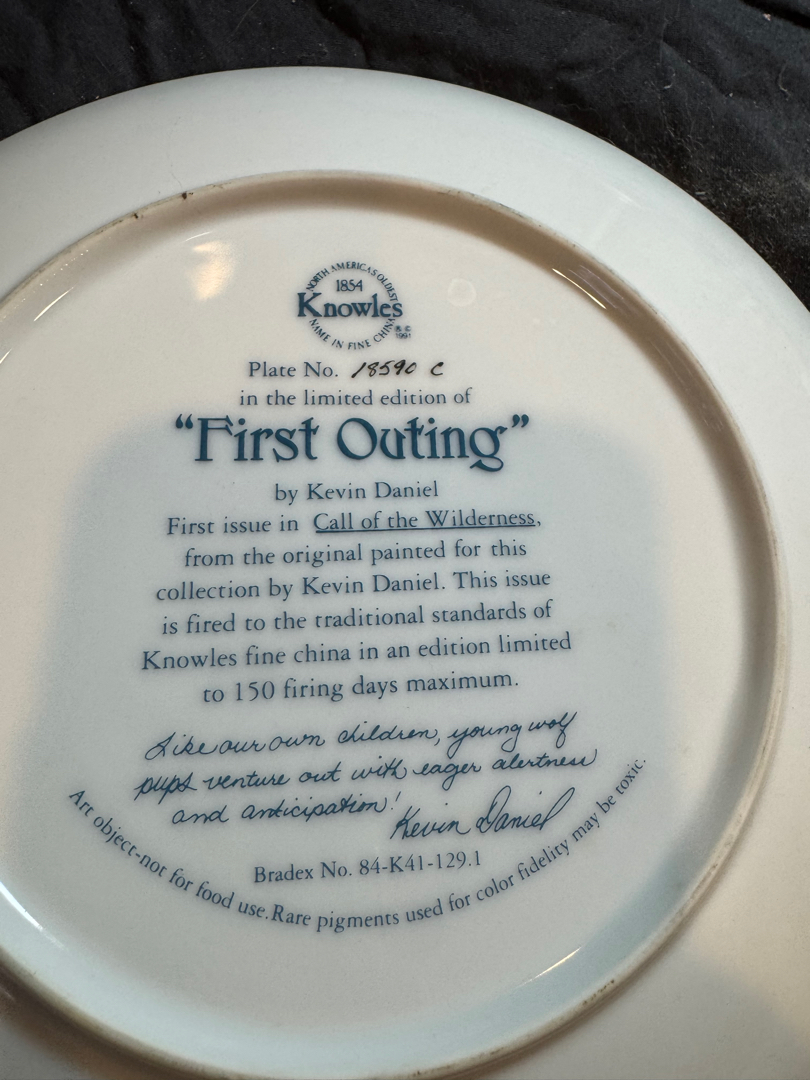 NORTH AMERICA'S OLDEST
1854
Knowles
NAME IN FINE CHINA
® ©
1991
Plate No. 18590 C
in the limited edition of
“First Outing”
by Kevin Daniel
First issue in Call of the Wilderness,
from the original painted for this
collection by Kevin Daniel. This issue
is fired to the traditional standards of
Knowles fine china in an edition limited
to 150 firing days maximum.
Like our own children, young wolf
pups venture out with eager alertness
and anticipation!
Kevin Daniel
Bradex No. 84-K41-129.1
Art object-not for food use. Rare pigments used for color fidelity may be toxic.